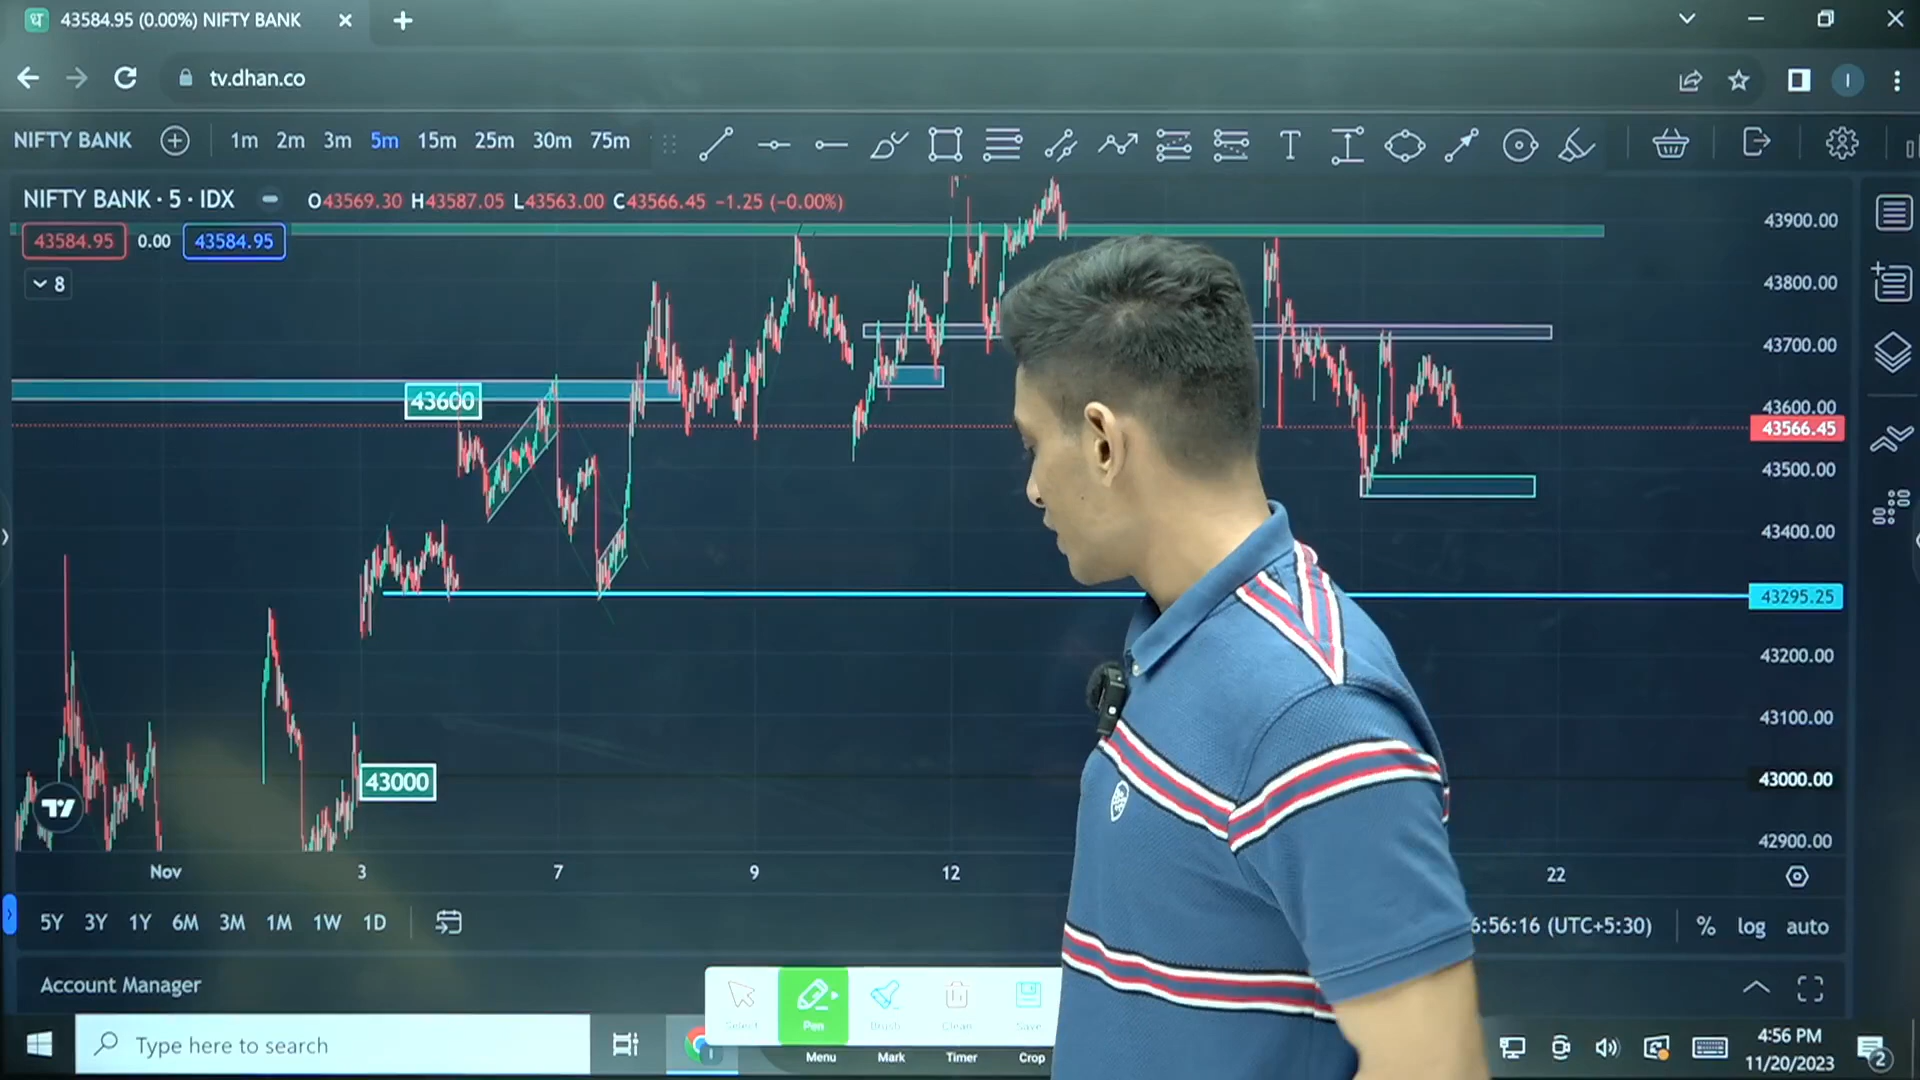 43584.95 (0.00%) NIFTY BANK
tv.dhan.co
NIFTY BANK 1m 2m 3m 5m 15m 25m 30m 75m
NIFTY BANK · 5 · IDX O43569.30 H43587.05 L43563.00 C43566.45 −1.25 (−0.00%)
43584.95 0.00 43584.95
8
43900.00
43800.00
43700.00
43600
43600.00
43566.45
43500.00
43400.00
43295.25
43200.00
43100.00
43000
43000.00
42900.00
Nov 3 7 9 12 22
5Y 3Y 1Y 6M 3M 1M 1W 1D 6:56:16 (UTC+5:30) % log auto
Account Manager
Select Pen Brush Clean Save
Type here to search
Menu Mark Timer Crop
4:56 PM
11/20/2023
2